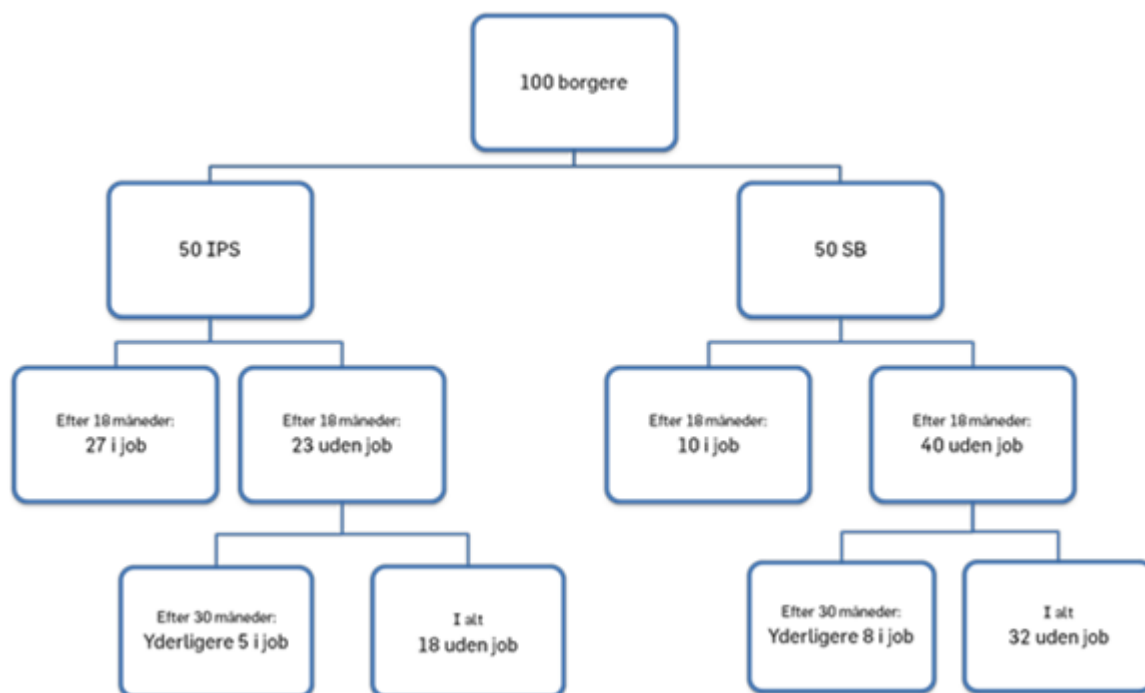 100 borgere
50 IPS
50 SB
Efter 18 måneder:
27 i job
Efter 18 måneder:
23 uden job
Efter 18 måneder:
10 i job
Efter 18 måneder:
40 uden job
Efter 30 måneder:
Yderligere 5 i job
I alt
18 uden job
Efter 30 måneder:
Yderligere 8 i job
I alt
32 uden job